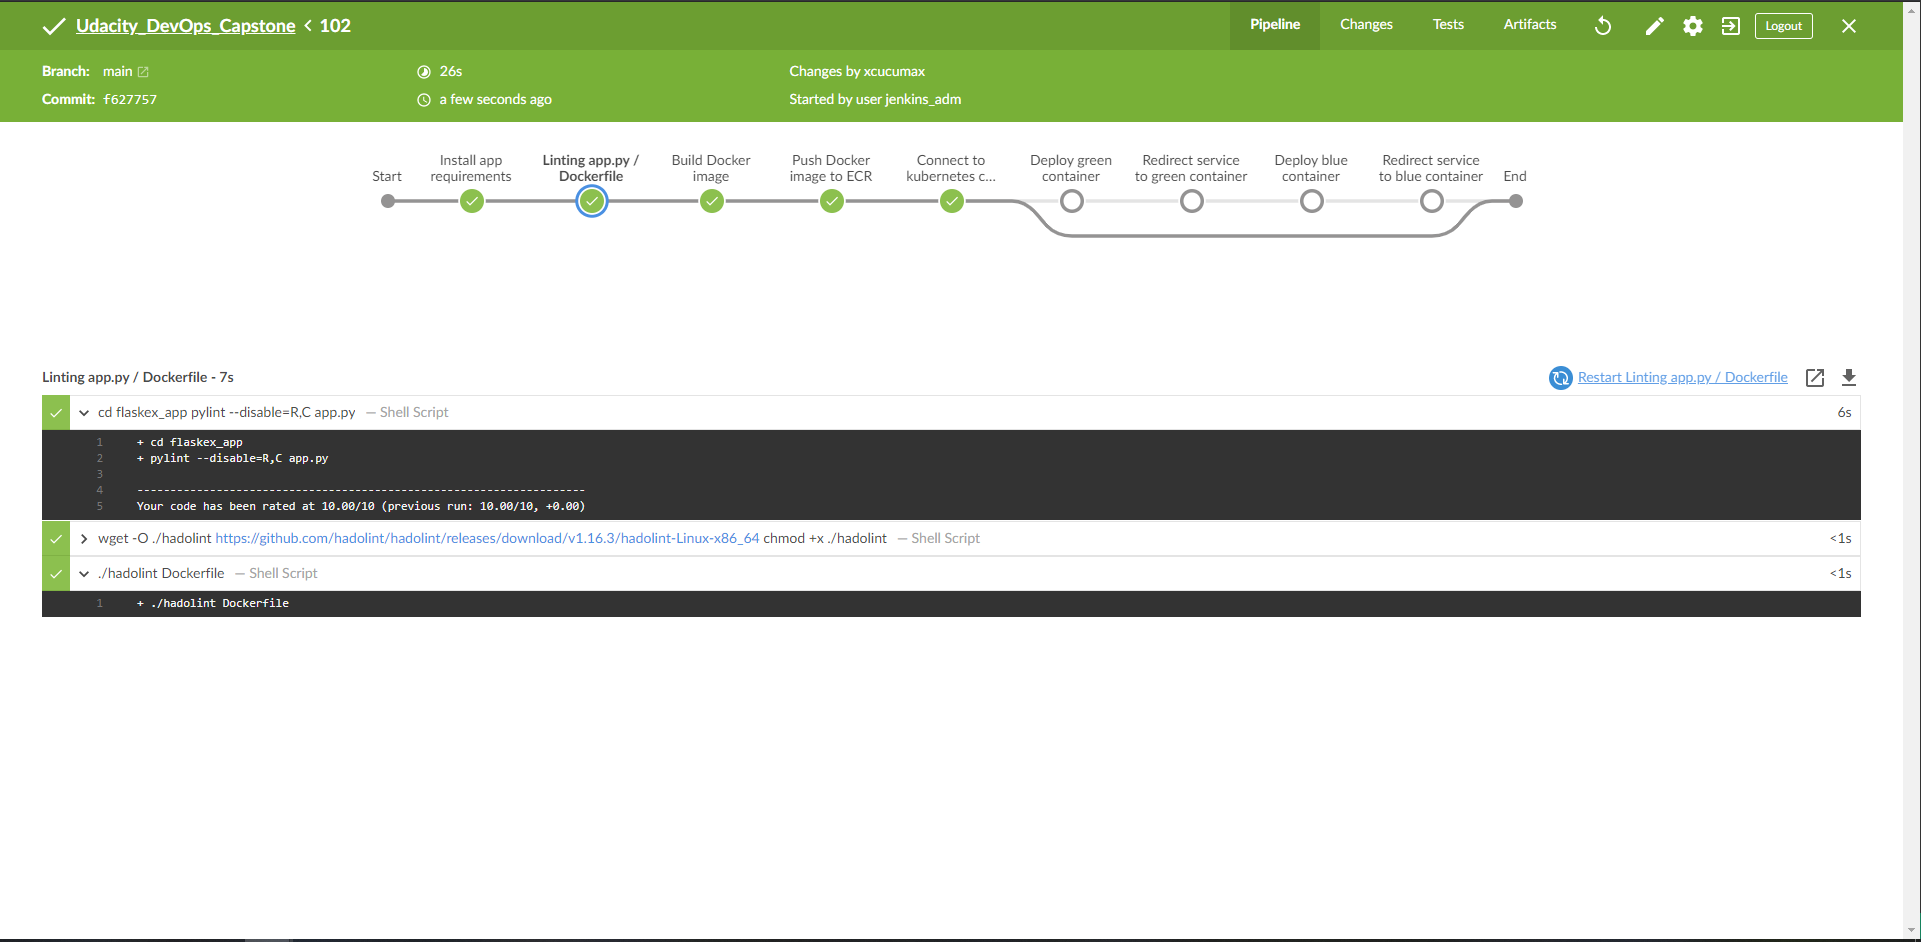 Udacity_DevOps_Capstone < 102
Pipeline Changes Tests Artifacts Logout
Branch: main 26s Changes by xcucumax
Commit: f627757 a few seconds ago Started by user jenkins_adm
Start
Install app
requirements
Linting app.py /
Dockerfile
Build Docker
image
Push Docker
image to ECR
Connect to
kubernetes c...
Deploy green
container
Redirect service
to green container
Deploy blue
container
Redirect service
to blue container
End
Linting app.py / Dockerfile - 7s Restart Linting app.py / Dockerfile
cd flaskex_app pylint --disable=R,C app.py — Shell Script 6s
1 + cd flaskex_app
2 + pylint --disable=R,C app.py
3
4 --------------------------------------------------------------------
5 Your code has been rated at 10.00/10 (previous run: 10.00/10, +0.00)
wget -O ./hadolint https://github.com/hadolint/hadolint/releases/download/v1.16.3/hadolint-Linux-x86_64 chmod +x ./hadolint — Shell Script <1s
./hadolint Dockerfile — Shell Script <1s
1 + ./hadolint Dockerfile